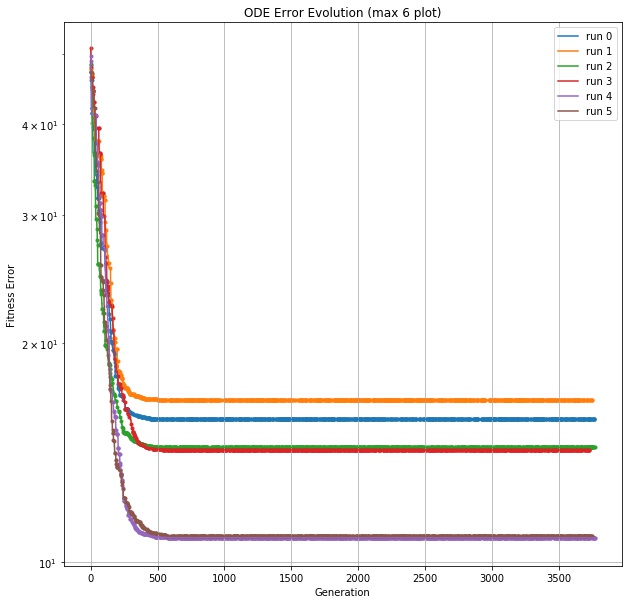 ODE Error Evolution (max 6 plot)
run 0
run 1
run 2
run 3
run 4
run 5
4 × 10¹
3 × 10¹
2 × 10¹
10¹
Fitness Error
0 500 1000 1500 2000 2500 3000 3500
Generation